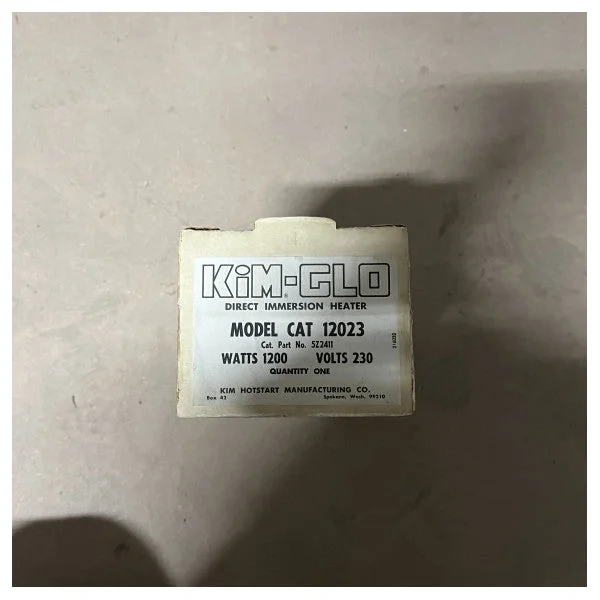 KiM-GLO®
DIRECT IMMERSION HEATER
MODEL CAT 12023
Cat. Part No. 5Z2411
WATTS 1200 VOLTS 230
QUANTITY ONE
KIM HOTSTART MANUFACTURING CO.
Box 42 Spokane, Wash. 99210